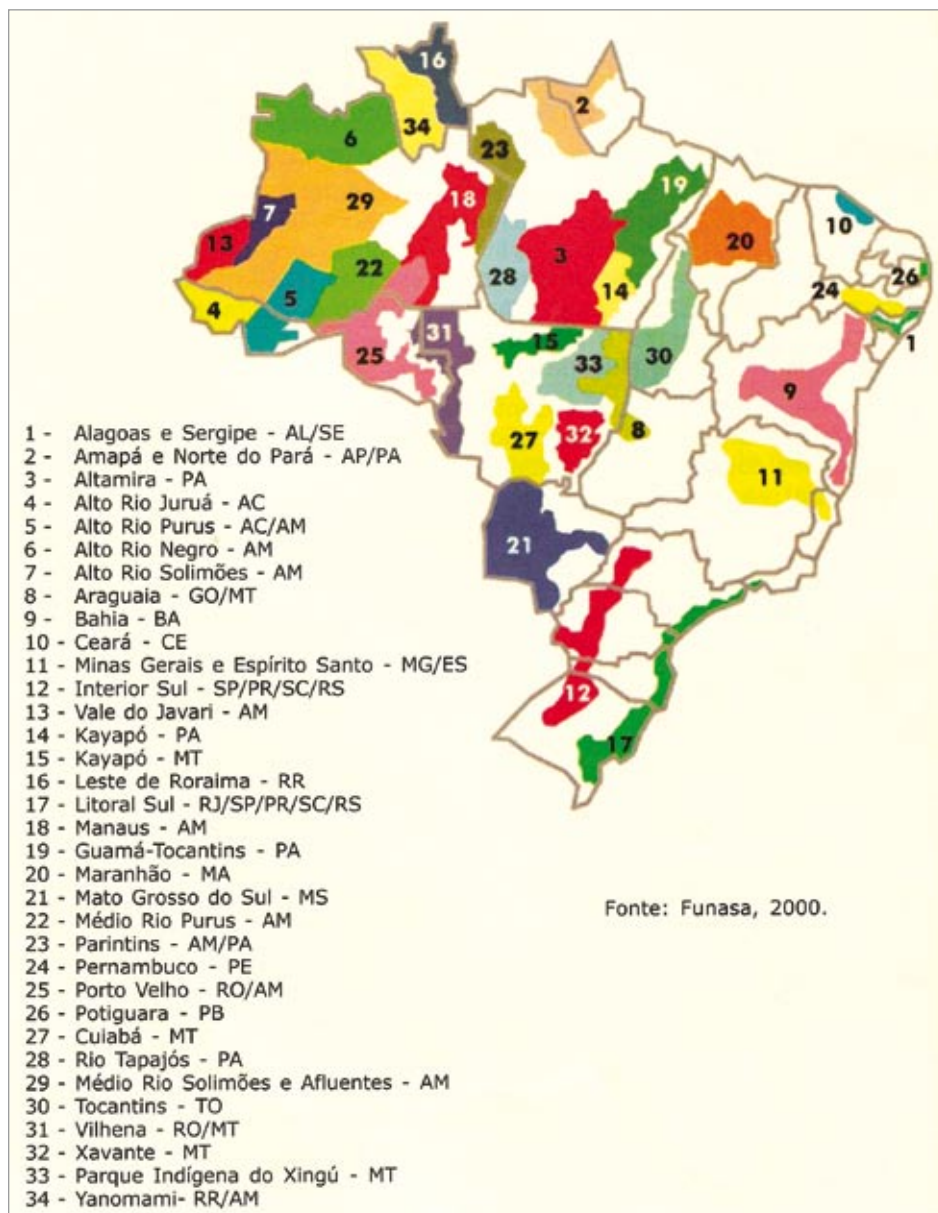 16
2
34
6
23
19
18
29
7
10
13
20
3
26
22
28
14
24
5
4
31
15
1
25
33
30
9
8
27
32
11
21
12
17
1 - Alagoas e Sergipe - AL/SE
2 - Amapá e Norte do Pará - AP/PA
3 - Altamira - PA
4 - Alto Rio Juruá - AC
5 - Alto Rio Purus - AC/AM
6 - Alto Rio Negro - AM
7 - Alto Rio Solimões - AM
8 - Araguaia - GO/MT
9 - Bahia - BA
10 - Ceará - CE
11 - Minas Gerais e Espírito Santo - MG/ES
12 - Interior Sul - SP/PR/SC/RS
13 - Vale do Javari - AM
14 - Kayapó - PA
15 - Kayapó - MT
16 - Leste de Roraima - RR
17 - Litoral Sul - RJ/SP/PR/SC/RS
18 - Manaus - AM
19 - Guamá-Tocantins - PA
20 - Maranhão - MA
21 - Mato Grosso do Sul - MS
22 - Médio Rio Purus - AM
23 - Parintins - AM/PA
24 - Pernambuco - PE
25 - Porto Velho - RO/AM
26 - Potiguara - PB
27 - Cuiabá - MT
28 - Rio Tapajós - PA
29 - Médio Rio Solimões e Afluentes - AM
30 - Tocantins - TO
31 - Vilhena - RO/MT
32 - Xavante - MT
33 - Parque Indígena do Xingú - MT
34 - Yanomami- RR/AM
Fonte: Funasa, 2000.